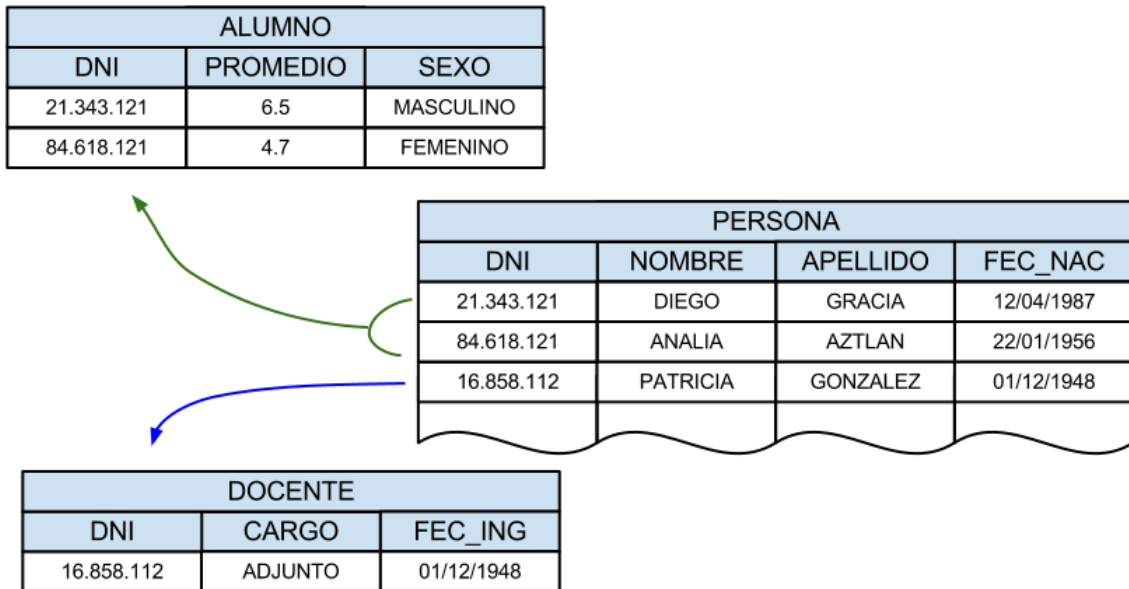 ALUMNO
DNI PROMEDIO SEXO
21.343.121 6.5 MASCULINO
84.618.121 4.7 FEMENINO
PERSONA
DNI NOMBRE APELLIDO FEC_NAC
21.343.121 DIEGO GRACIA 12/04/1987
84.618.121 ANALIA AZTLAN 22/01/1956
16.858.112 PATRICIA GONZALEZ 01/12/1948
DOCENTE
DNI CARGO FEC_ING
16.858.112 ADJUNTO 01/12/1948